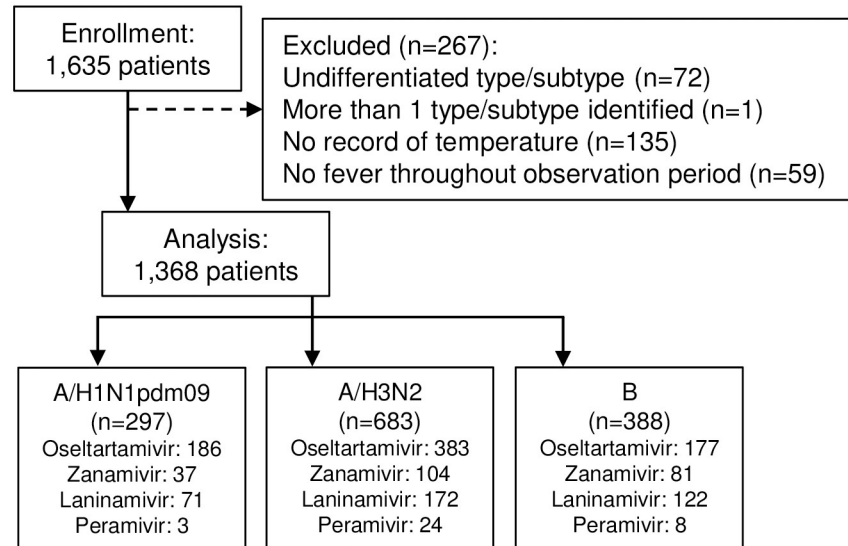 Enrollment:
1,635 patients
Excluded (n=267):
Undifferentiated type/subtype (n=72)
More than 1 type/subtype identified (n=1)
No record of temperature (n=135)
No fever throughout observation period (n=59)
Analysis:
1,368 patients
A/H1N1pdm09
(n=297)
Oseltartamivir: 186
Zanamivir: 37
Laninamivir: 71
Peramivir: 3
A/H3N2
(n=683)
Oseltartamivir: 383
Zanamivir: 104
Laninamivir: 172
Peramivir: 24
B
(n=388)
Oseltartamivir: 177
Zanamivir: 81
Laninamivir: 122
Peramivir: 8